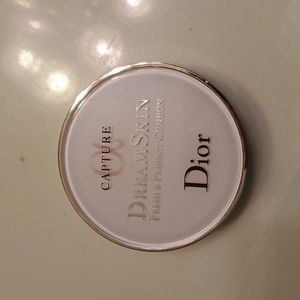 CAPTURE
DREAMSKIN
FRESH & PERFECT CUSHION
Dior